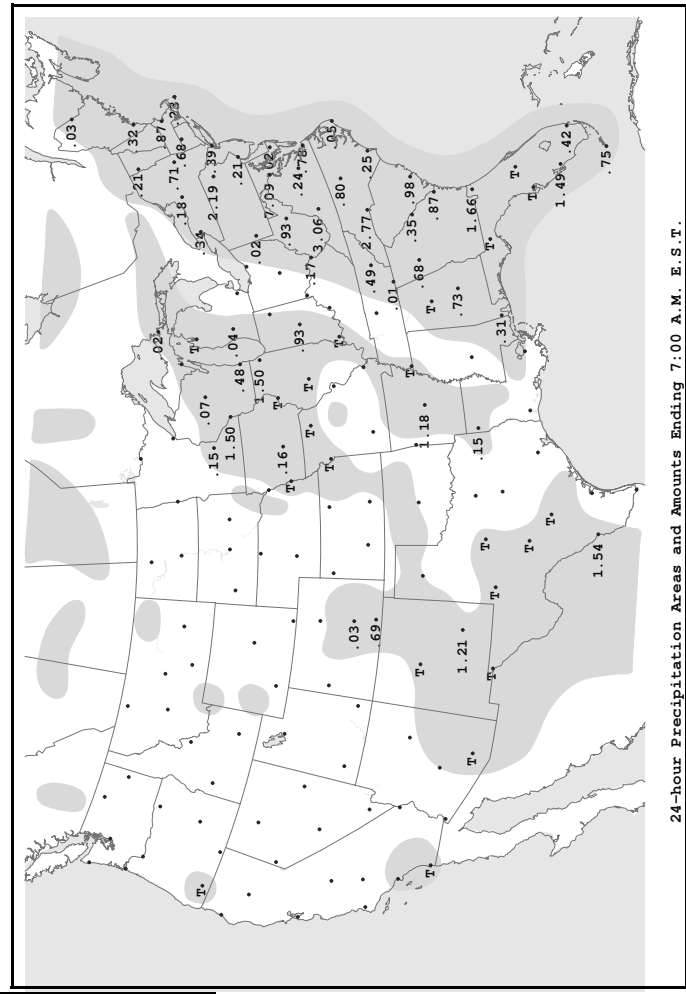 .03
.32
.21
.02
.87
.71
.23
.68
.18
T
.34
T
.07
.39
2.19
.15
1.50
.04
.21
.48
.02
1.50
.02
7.09
T
.16
.93
T
.24
.93
.78
T
.17
T
3.06
T
.05
T
.80
.03
.25
2.77
.49
.69
.01
.98
T
.35
.68
T
1.18
T
T
.87
.73
1.21
1.66
T
.15
T
T
T
T
.31
T
T
T
T
1.49
.42
1.54
.75
24-hour Precipitation Areas and Amounts Ending 7:00 A.M. E.S.T.